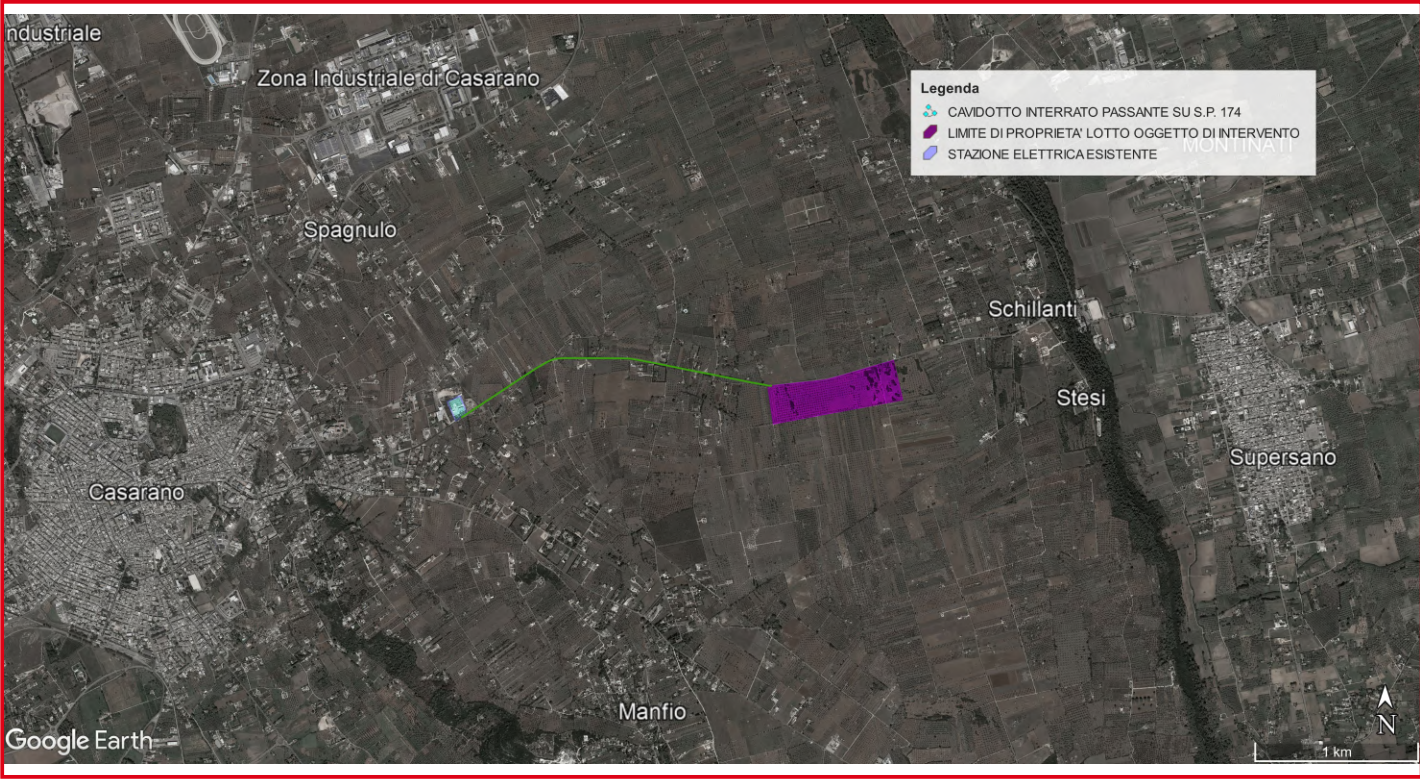 ndustriale
Zona Industriale di Casarano
Legenda
CAVIDOTTO INTERRATO PASSANTE SU S.P. 174
LIMITE DI PROPRIETA' LOTTO OGGETTO DI INTERVENTO
MONTINATI
STAZIONE ELETTRICA ESISTENTE
Spagnulo
Schillanti
Stesi
Supersano
Casarano
Manfio
N
Google Earth
1 km